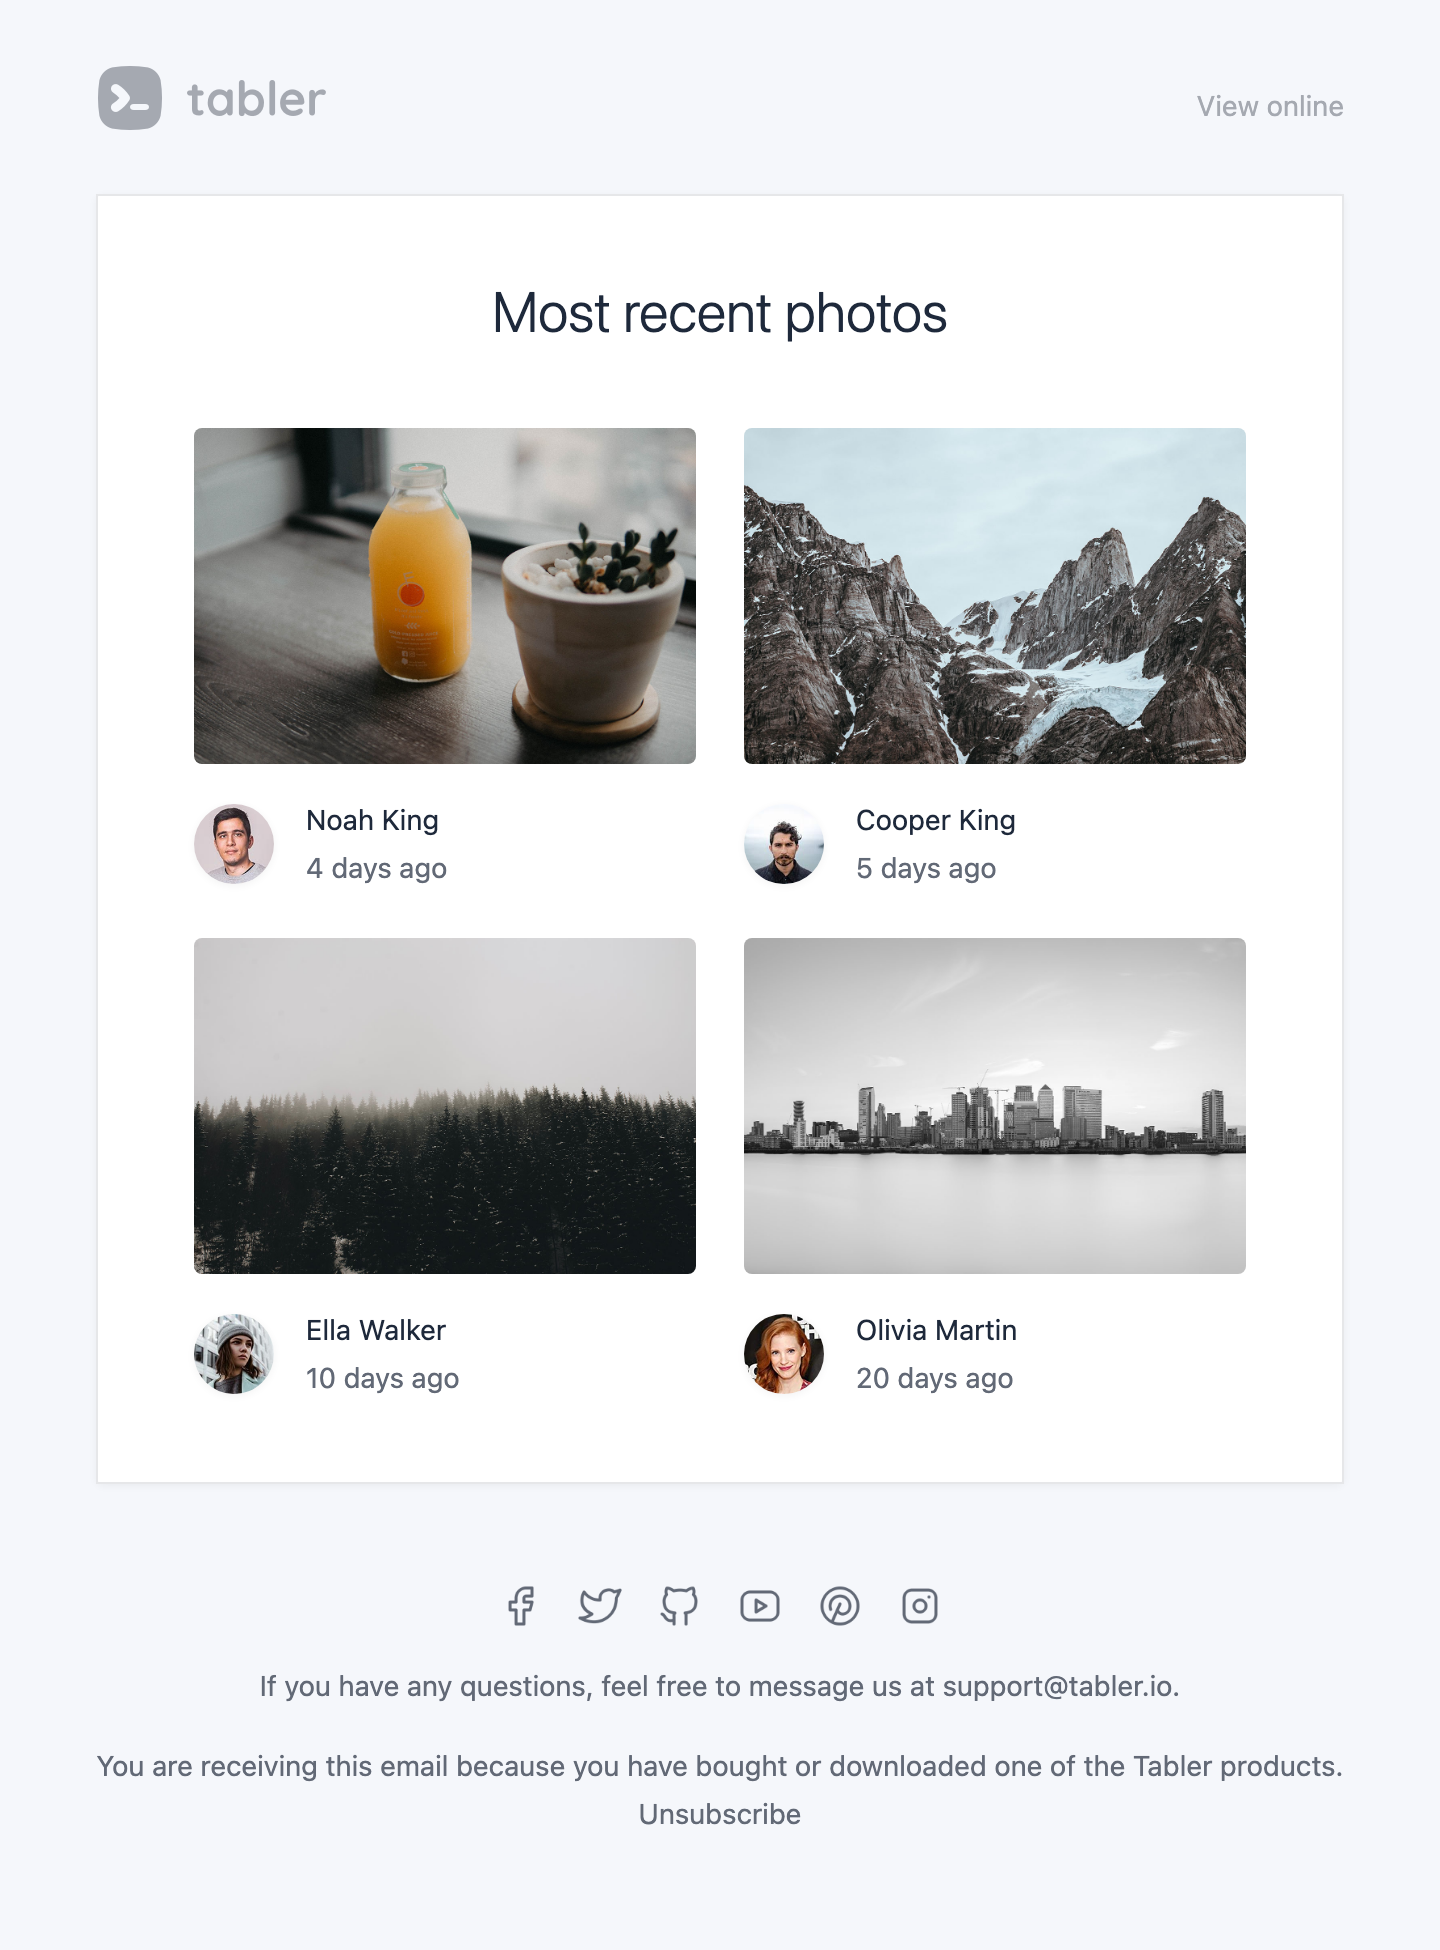 tabler
View online
Most recent photos
Noah King
4 days ago
Cooper King
5 days ago
Ella Walker
10 days ago
Olivia Martin
20 days ago
If you have any questions, feel free to message us at support@tabler.io.
You are receiving this email because you have bought or downloaded one of the Tabler products.
Unsubscribe